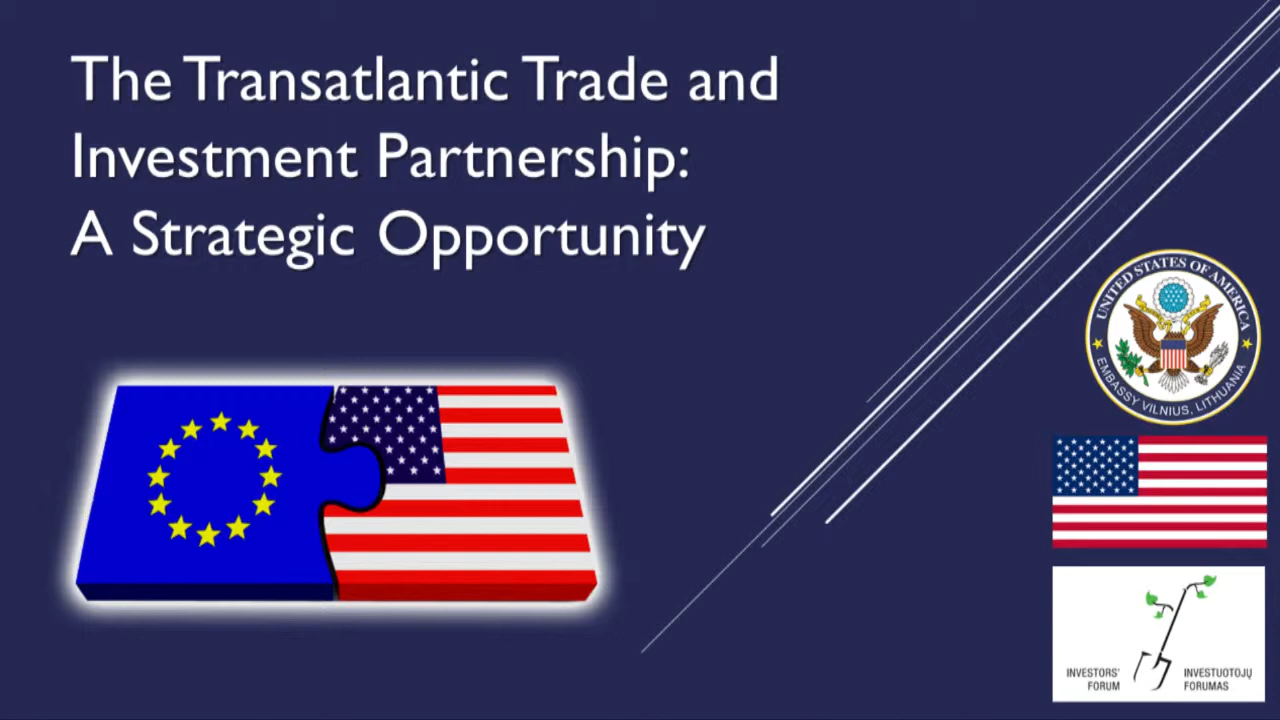 The Transatlantic Trade and
Investment Partnership:
A Strategic Opportunity
UNITED STATES OF AMERICA
EMBASSY VILNIUS, LITHUANIA
INVESTORS'
FORUM
INVESTUOTOJŲ
FORUMAS